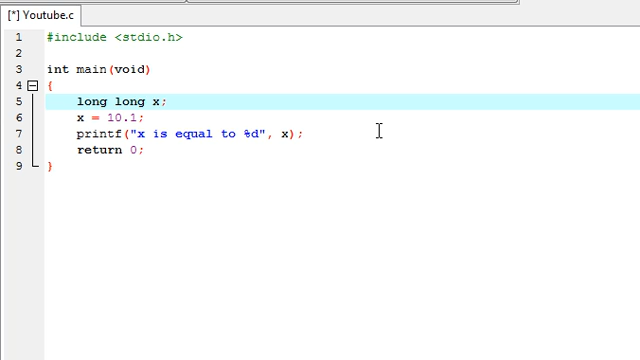 [*] Youtube.c
1 #include <stdio.h>
2
3 int main(void)
4 {
5 long long x;
6 x = 10.1;
7 printf("x is equal to %d", x);
8 return 0;
9 }